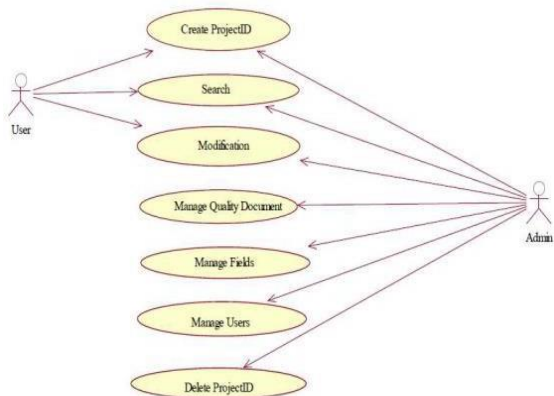 Create ProjectID
Search
User
Modification
Manage Quality Document
Admin
Manage Fields
Manage Users
Delete ProjectID